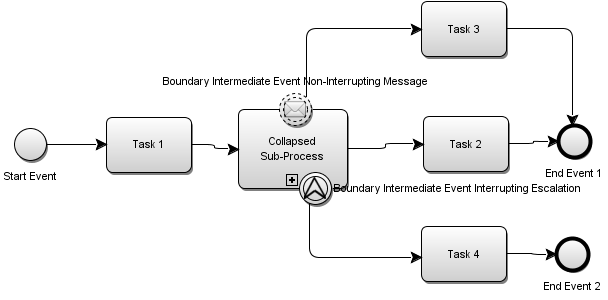 Task 3
Boundary Intermediate Event Non-Interrupting Message
Task 1
Collapsed
Sub-Process
Task 2
Start Event
End Event 1
Boundary Intermediate Event Interrupting Escalation
Task 4
End Event 2